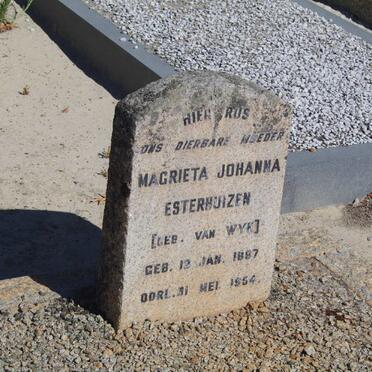 HIER RUS
ONS DIERBARE MOEDER
MAGRIETA JOHANNA
ESTERHUIZEN
[GEB. VAN WYK]
GEB. 12 JAN. 1887
OORL. 31 MEI 1954.